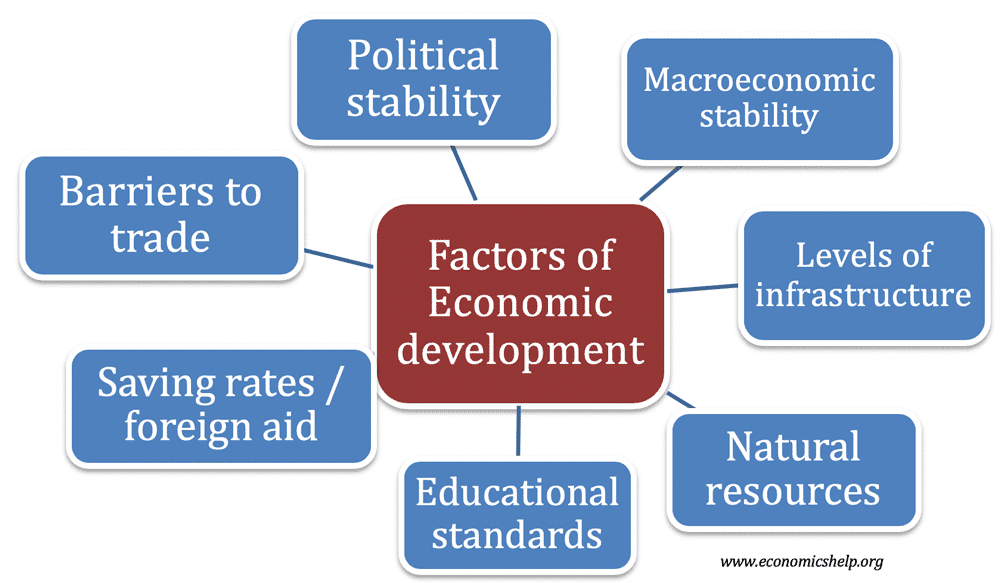 Political
stability
Macroeconomic
stability
Barriers to
trade
Factors of
Economic
development
Levels of
infrastructure
Saving rates /
foreign aid
Natural
resources
Educational
standards
www.economicshelp.org